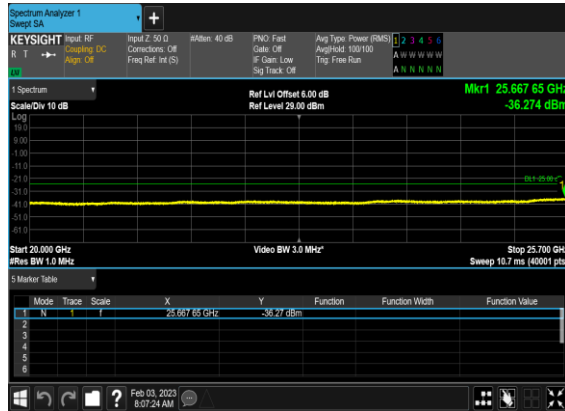 Spectrum Analyzer 1
Swept SA
+
KEYSIGHT Input: RF Input Z: 50 Ω #Atten: 40 dB PNO: Fast Avg Type: Power (RMS) 1 2 3 4 5 6
R T Coupling: DC Corrections: Off Gate: Off Avg|Hold: 100/100 A W W W W W
Align: Off Freq Ref: Int (S) IF Gain: Low Trig: Free Run
Sig Track: Off A N N N N N
1 Spectrum Ref Lvl Offset 6.00 dB Mkr1 25.667 65 GHz
Scale/Div 10 dB Ref Level 29.00 dBm -36.274 dBm
Log
19.0
9.00
-1.00
-11.0
-21.0
DL1 -25.00
-31.0
1
-41.0
-51.0
-61.0
Start 20.000 GHz Video BW 3.0 MHz* Stop 25.700 GHz
#Res BW 1.0 MHz Sweep 10.7 ms (40001 pts
5 Marker Table
Mode Trace Scale X Y Function Function Width Function Value
1 N 1 f 25.667 65 GHz -36.27 dBm
2
3
4
5
6
? Feb 03, 2023
8:07:24 AM